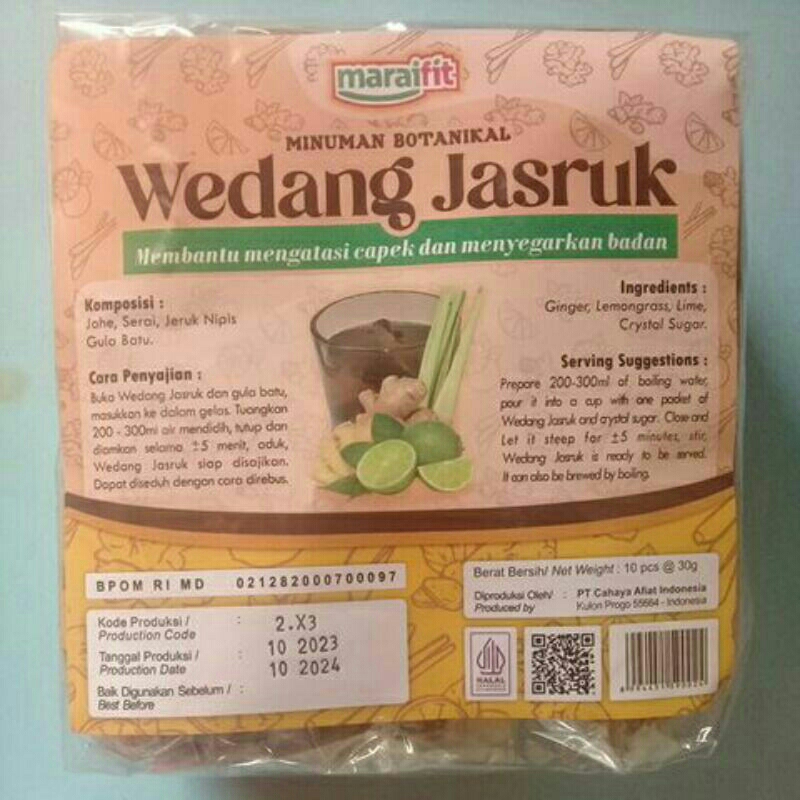 maraifit
MINUMAN BOTANIKAL
Wedang Jasruk
Membantu mengatasi capek dan menyegarkan badan
Komposisi :
Jahe, Serai, Jeruk Nipis
Gula Batu.
Cara Penyajian :
Buka Wedang Jasruk dan gula batu,
masukkan ke dalam gelas. Tuangkan
200 - 300ml air mendidih, tutup dan
diamkan selama ±5 menit, aduk,
Wedang Jasruk siap disajikan.
Dapat diseduh dengan cara direbus.
Ingredients :
Ginger, Lemongrass, Lime,
Crystal Sugar.
Serving Suggestions :
Prepare 200-300ml of boiling water,
pour it into a cup with one packet of
Wedang Jasruk and crystal sugar. Close and
Let it steep for ±5 minutes, stir,
Wedang Jasruk is ready to be served.
It can also be brewed by boiling.
BPOM RI MD 021282000700097
Kode Produksi / : 2.X3
Production Code
Tanggal Produksi / : 10 2023
Production Date 10 2024
Baik Digunakan Sebelum / :
Best Before
Berat Bersih/ Net Weight : 10 pcs @ 30g
Diproduksi Oleh/ : PT Cahaya Afiat Indonesia
Produced by Kulon Progo 55664 - Indonesia
HALAL